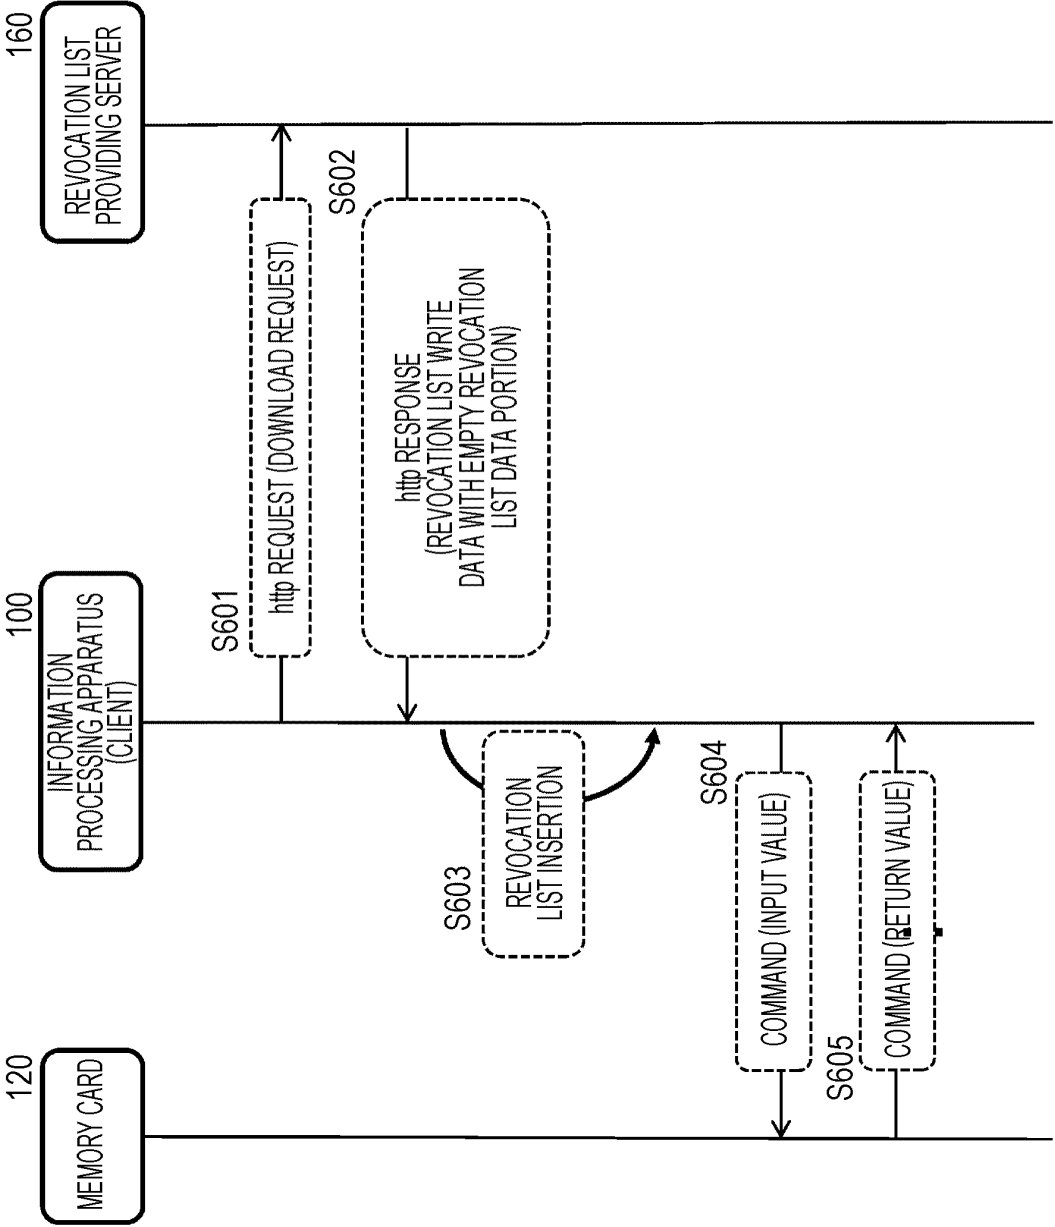 120
MEMORY CARD
100
INFORMATION
PROCESSING APPARATUS
(CLIENT)
160
REVOCATION LIST
PROVIDING SERVER
S601
http REQUEST (DOWNLOAD REQUEST)
S602
http RESPONSE
(REVOCATION LIST WRITE
DATA WITH EMPTY REVOCATION
LIST DATA PORTION)
S603
REVOCATION
LIST INSERTION
S604
COMMAND (INPUT VALUE)
S605
COMMAND (RETURN VALUE)